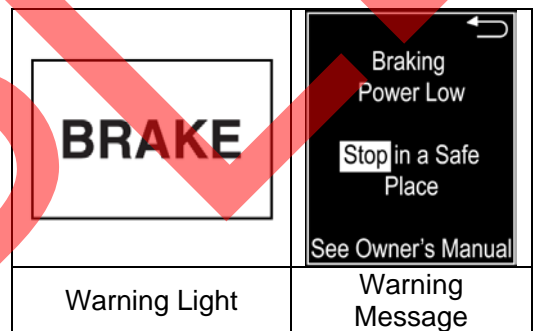 BRAKE
Braking
Power Low
Stop in a Safe
Place
See Owner's Manual
Warning Light
Warning
Message